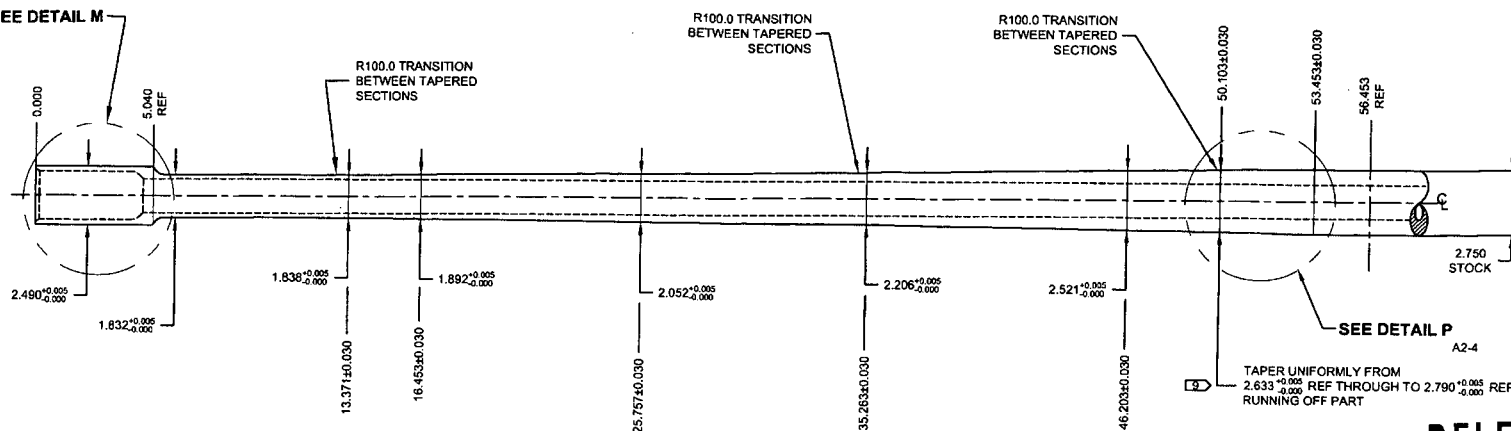 EE DETAIL M
R100.0 TRANSITION
BETWEEN TAPERED
SECTIONS
R100.0 TRANSITION
BETWEEN TAPERED
SECTIONS
R100.0 TRANSITION
BETWEEN TAPERED
SECTIONS
0.000
5.040
REF
50.103±0.030
53.453±0.030
56.453
REF
2.490 +0.005
-0.000
1.832 +0.005
-0.000
1.838 +0.005
-0.000
1.892 +0.005
-0.000
2.052 +0.005
-0.000
2.206 +0.005
-0.000
2.521 +0.005
-0.000
2.750
STOCK
13.371±0.030
16.453±0.030
25.757±0.030
35.263±0.030
46.203±0.030
SEE DETAIL P
A2-4
9
TAPER UNIFORMLY FROM
2.633 +0.005 -0.000 REF THROUGH TO 2.790 +0.005 -0.000 REF
RUNNING OFF PART